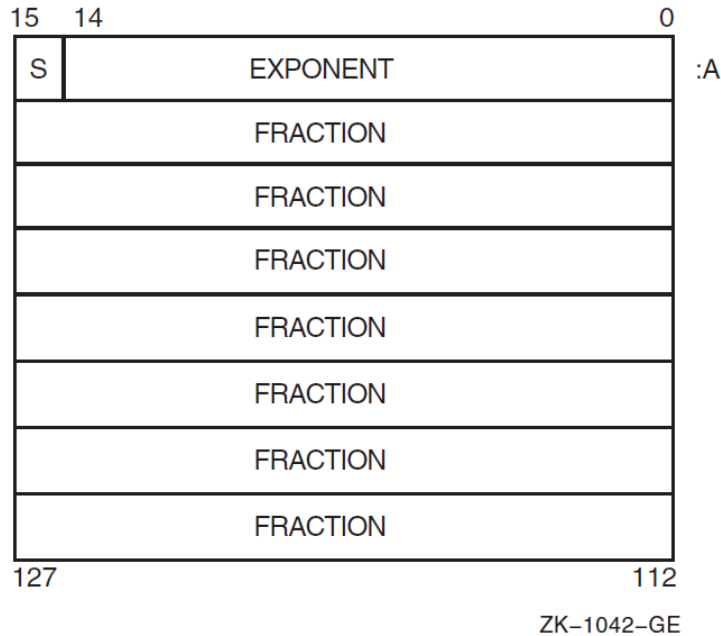 15 14 0
S EXPONENT :A
FRACTION
FRACTION
FRACTION
FRACTION
FRACTION
FRACTION
FRACTION
127 112
ZK–1042–GE